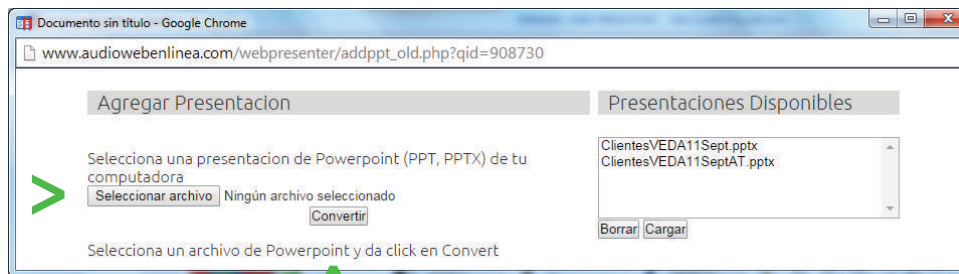 Documento sin título - Google Chrome
www.audiowebenlinea.com/webpresenter/addppt_old.php?qid=908730
Agregar Presentacion
Selecciona una presentacion de Powerpoint (PPT, PPTX) de tu
computadora
>
Seleccionar archivo Ningún archivo seleccionado
Convertir
Selecciona un archivo de Powerpoint y da click en Convert
Presentaciones Disponibles
ClientesVEDA11Sept.pptx
ClientesVEDA11SeptAT.pptx
Borrar Cargar